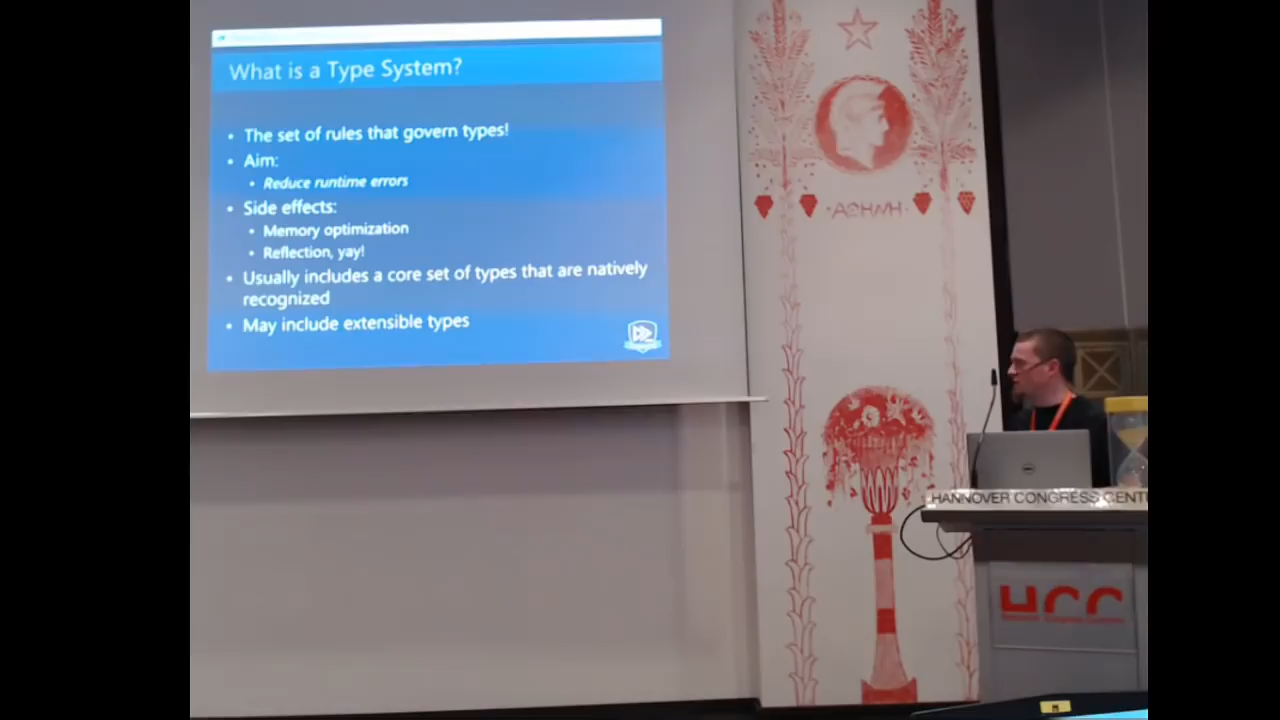 What is a Type System?
• The set of rules that govern types!
• Aim:
• Reduce runtime errors
• Side effects:
• Memory optimization
• Reflection, yay!
• Usually includes a core set of types that are natively
recognized
• May include extensible types
·ΑΘΗΝΗ·
DELL
HANNOVER CONGRESS CENTR
HCC